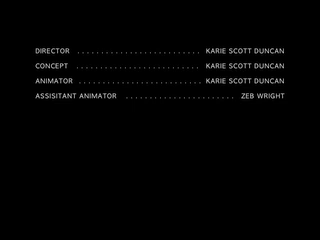 DIRECTOR .......................... KARIE SCOTT DUNCAN
CONCEPT .......................... KARIE SCOTT DUNCAN
ANIMATOR .......................... KARIE SCOTT DUNCAN
ASSISITANT ANIMATOR ....................... ZEB WRIGHT